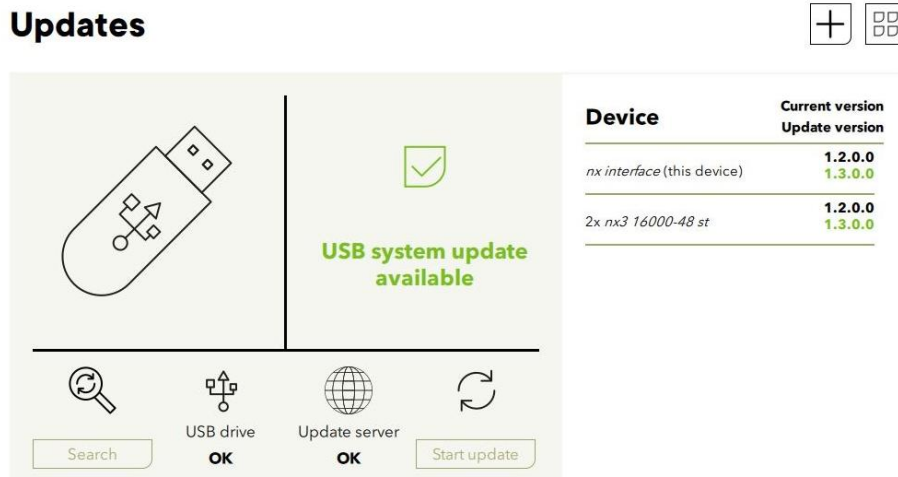 Updates
USB system update
available
Search
USB drive
OK
Update server
OK
Start update
Device
Current version
Update version
nx interface (this device)
1.2.0.0
1.3.0.0
2x nx3 16000-48 st
1.2.0.0
1.3.0.0